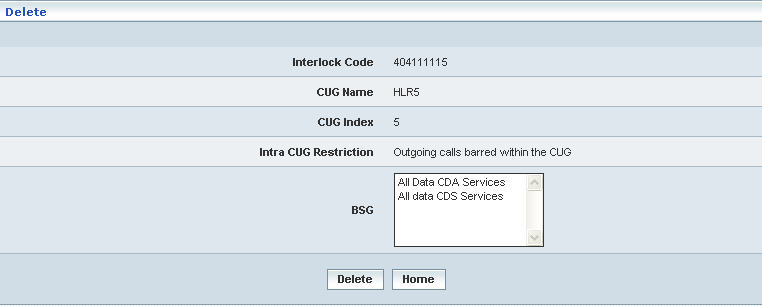 Delete
Interlock Code 404111115
CUG Name HLR5
CUG Index 5
Intra CUG Restriction Outgoing calls barred within the CUG
BSG
All Data CDA Services
All data CDS Services
Delete Home